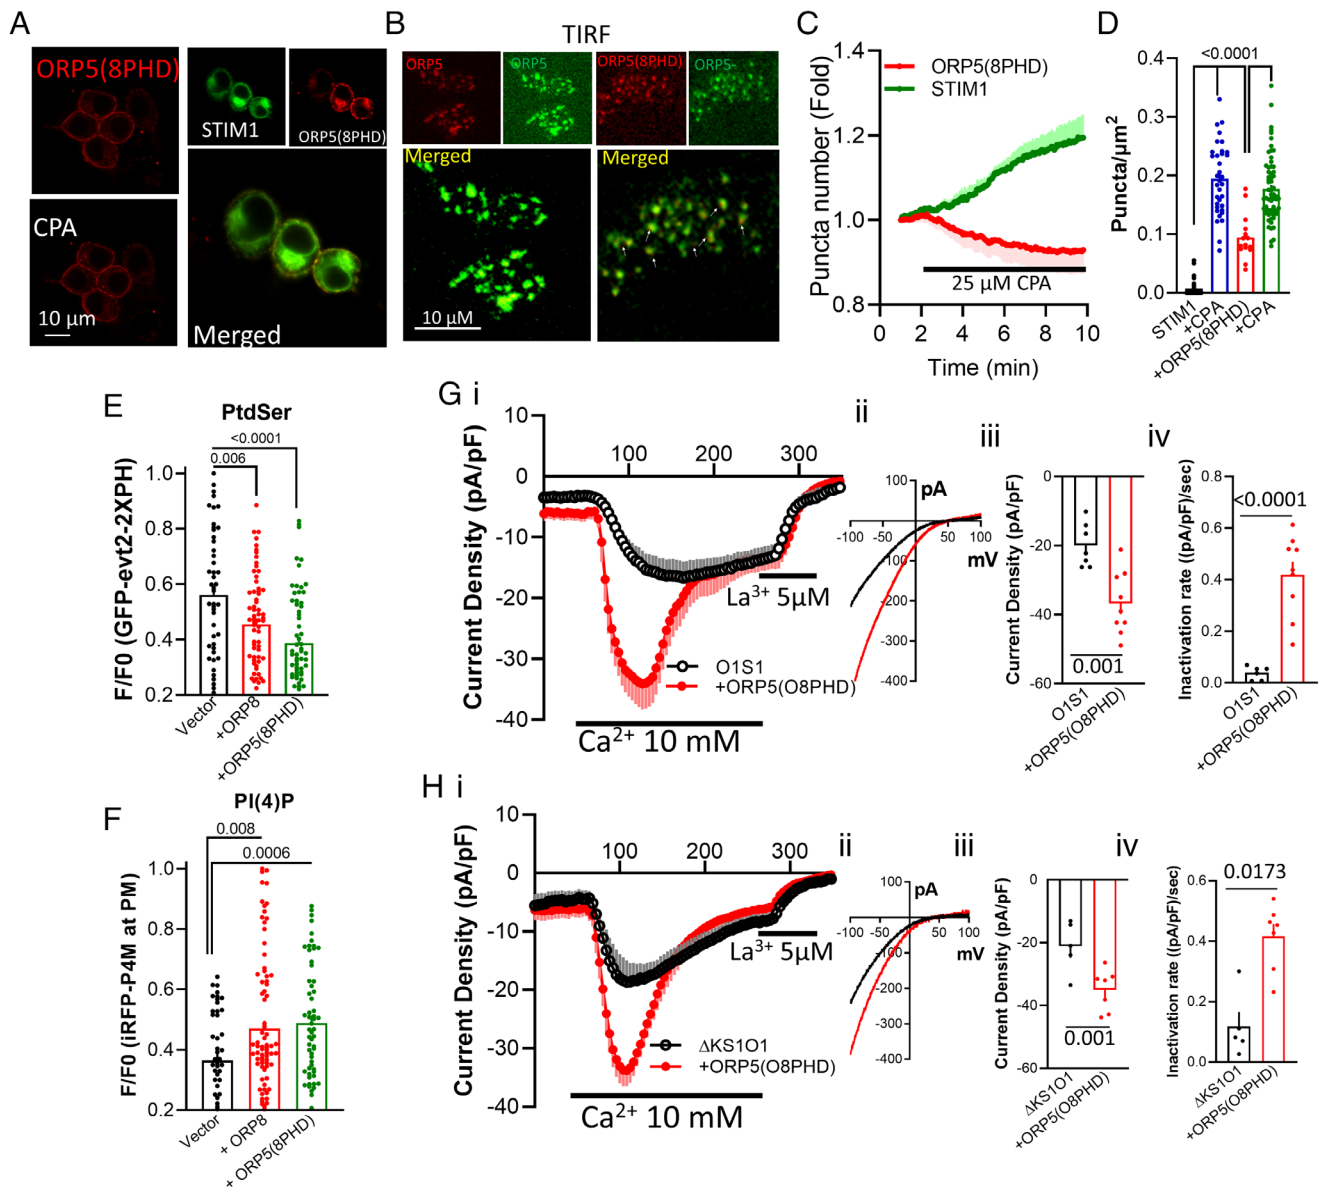 A
ORP5(8PHD)
CPA
10 µm
STIM1
ORP5(8PHD)
Merged
B
TIRF
ORP5
ORP5
ORP5(8PHD)
ORP5-
Merged
Merged
10 µM
C
Puncta number (Fold)
1.4
1.2
1.0
0.8
ORP5(8PHD)
STIM1
25 µM CPA
0 2 4 6 8 10
Time (min)
D
<0.0001
Puncta/µm²
0.4
0.3
0.2
0.1
0.0
STIM1
+CPA
+ORP5(8PHD)
+CPA
E
PtdSer
<0.0001
0.006
F/F0 (GFP-evt2-2XPH)
1.0
0.8
0.6
0.4
0.2
Vector
+ORP8
+ORP5(8PHD)
F
PI(4)P
0.008
0.0006
F/F0 (iRFP-P4M at PM)
1.0
0.8
0.6
0.4
0.2
Vector
+ ORP8
+ ORP5(8PHD)
G i
Current Density (pA/pF)
10
0
-10
-20
-30
-40
100 200 300
La³⁺ 5µM
O1S1
+ORP5(O8PHD)
Ca²⁺ 10 mM
ii
pA
100
-100 -50 50 100
mV
-100
-200
-300
-400
iii
Current Density (pA/pF)
0
-20
-40
-60
0.001
O1S1
+ORP5(O8PHD)
iv
Inactivation rate ((pA/pF)/sec)
0.8
0.6
0.4
0.2
0.0
<0.0001
O1S1
+ORP5(O8PHD)
H i
Current Density (pA/pF)
10
0
-10
-20
-30
-40
100 200 300
La³⁺ 5µM
ΔKS1O1
+ORP5(O8PHD)
Ca²⁺ 10 mM
ii
pA
100
-100 -50 50 100
mV
-100
-200
-300
-400
iii
Current Density (pA/pF)
0
-20
-40
-60
0.001
ΔKS1O1
+ORP5(O8PHD)
iv
Inactivation rate ((pA/pF)/sec)
0.6
0.4
0.2
0.0
0.0173
ΔKS1O1
+ORP5(O8PHD)